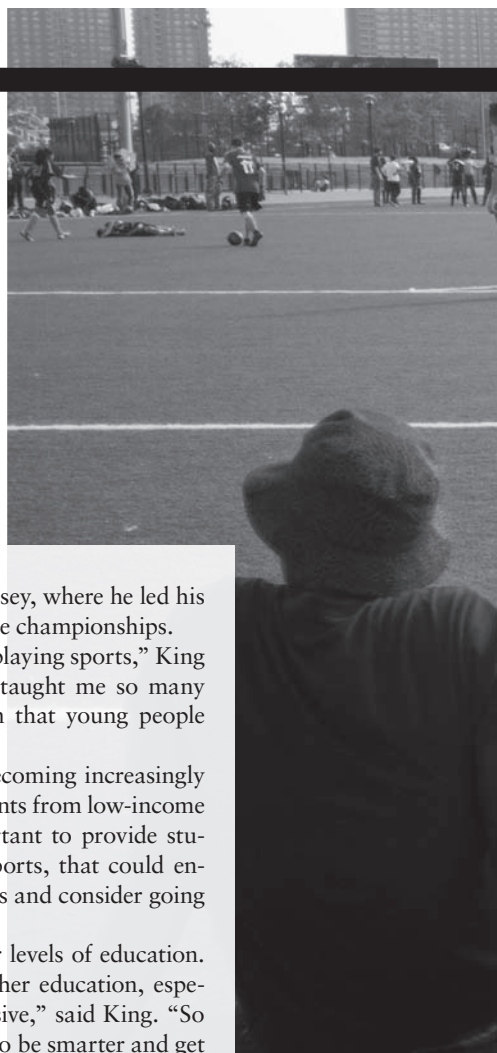 sey, where he led his
e championships.
playing sports,” King
taught me so many
n that young people
ecoming increasingly
nts from low-income
rtant to provide stu-
ports, that could en-
s and consider going
r levels of education.
her education, espe-
sive,” said King. “So
o be smarter and get